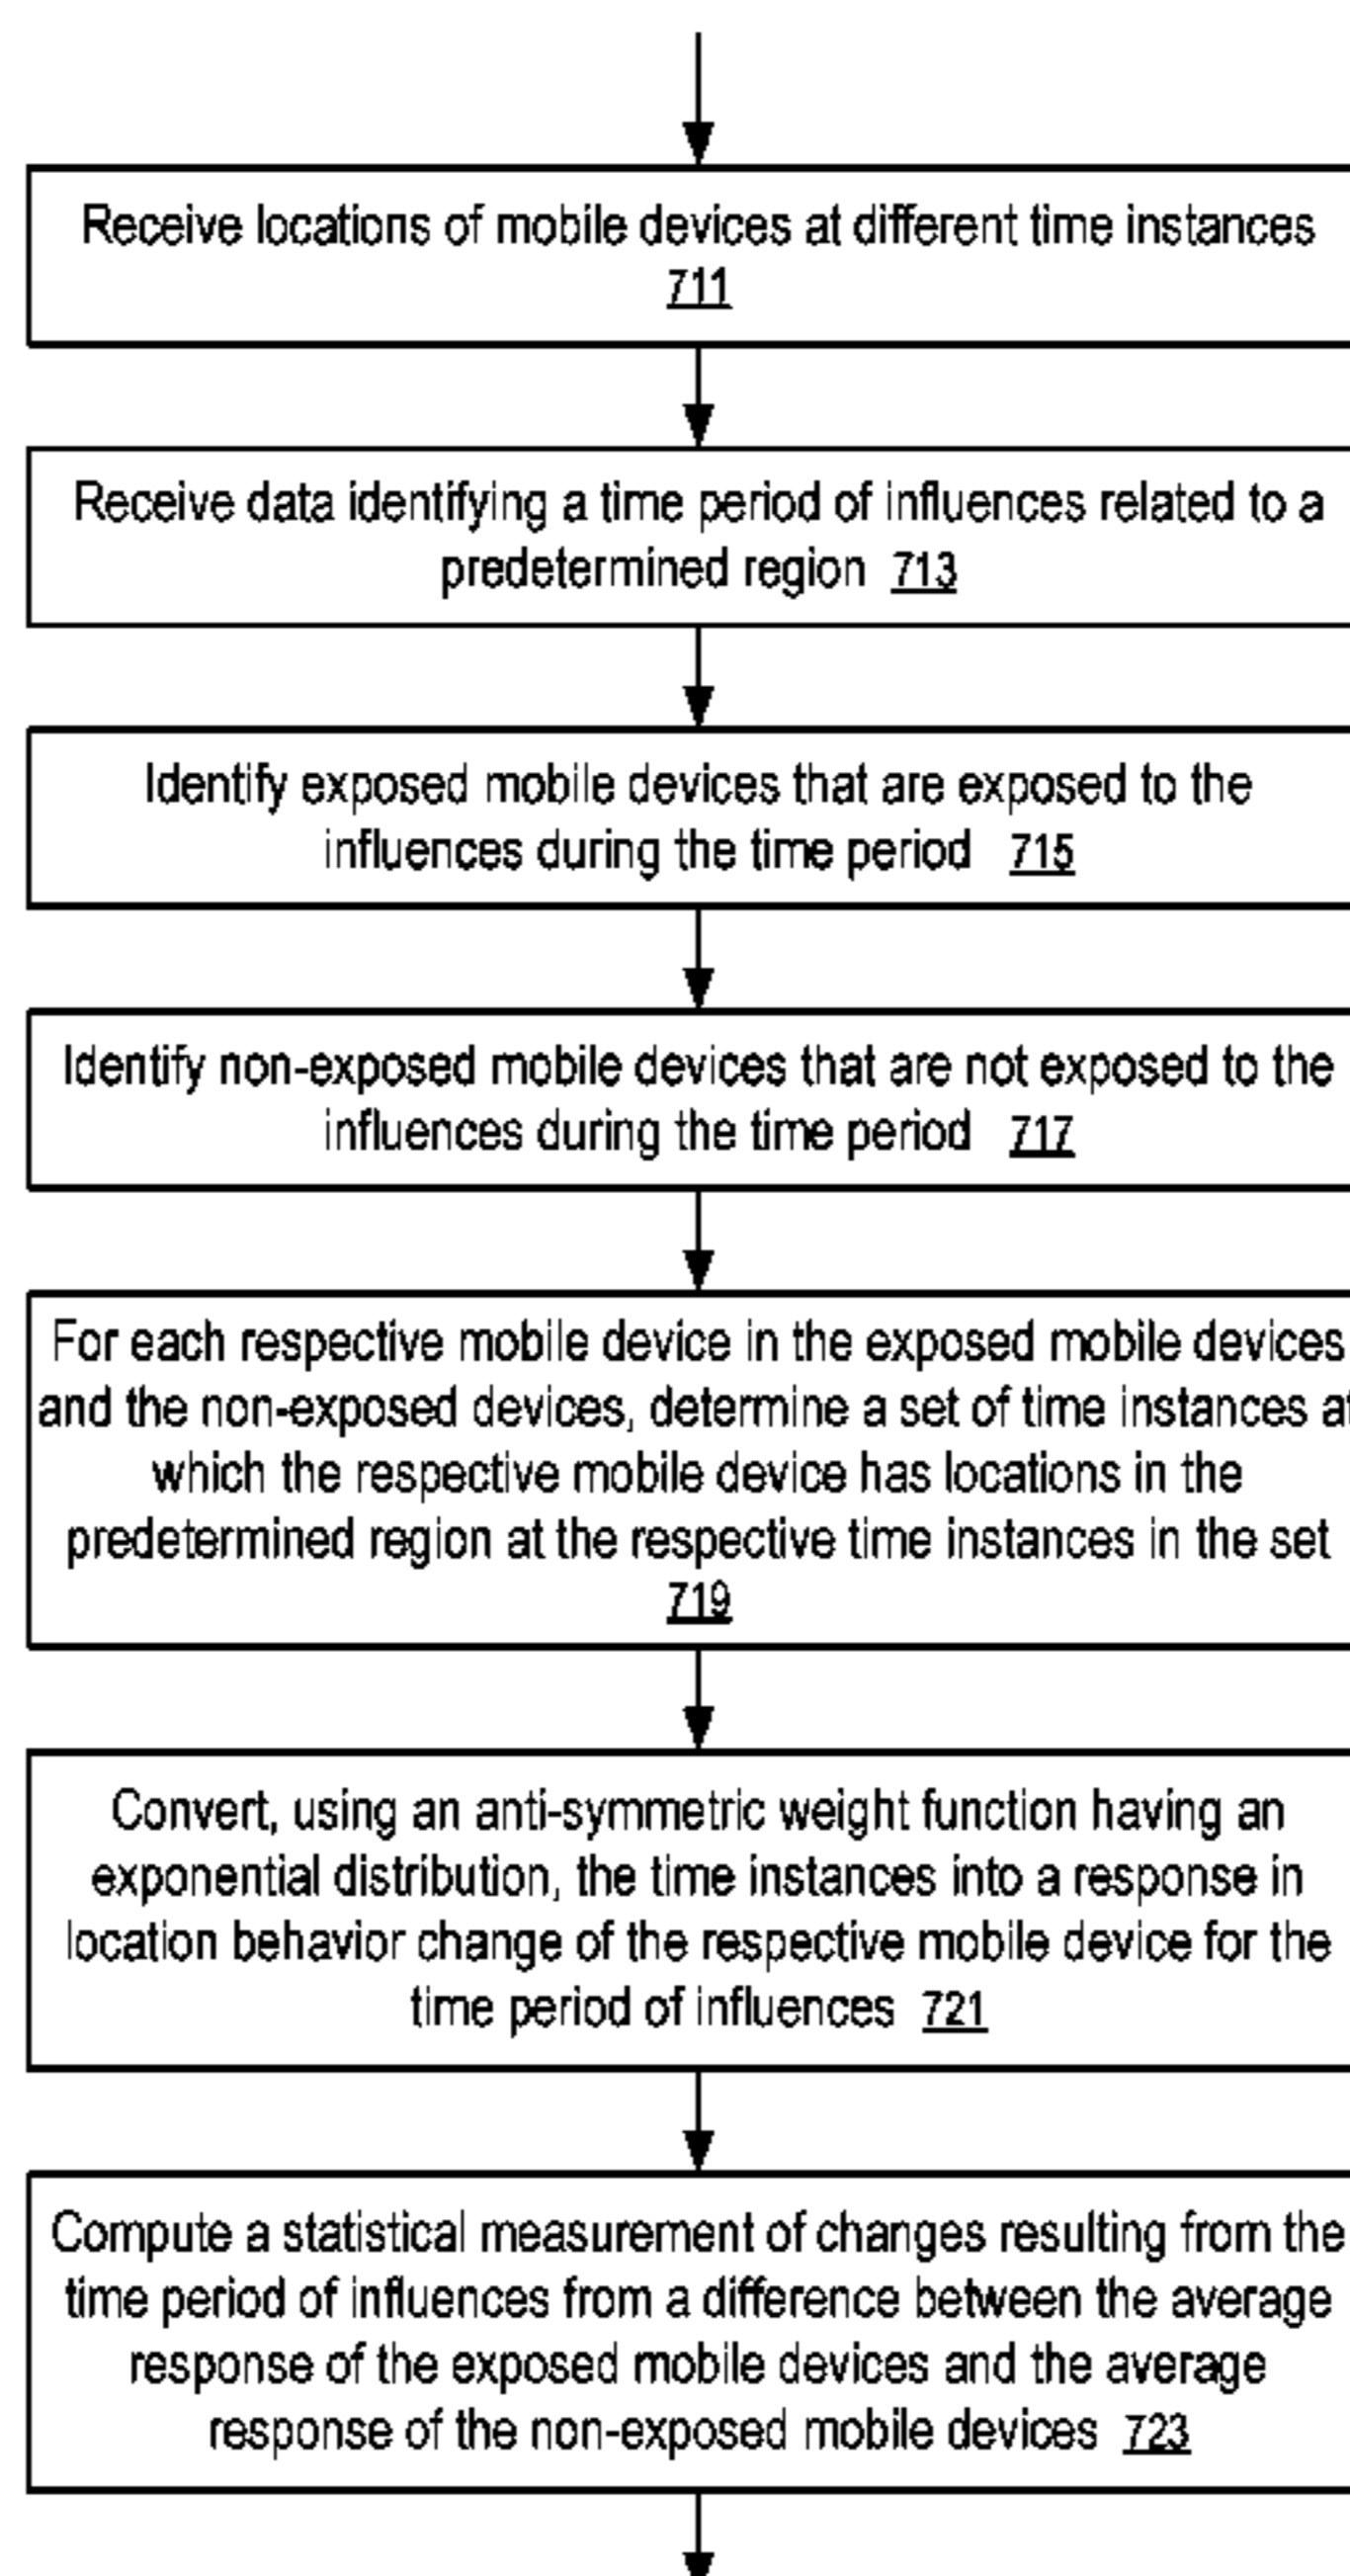 Receive locations of mobile devices at different time instances
711
Receive data identifying a time period of influences related to a
predetermined region 713
Identify exposed mobile devices that are exposed to the
influences during the time period 715
Identify non-exposed mobile devices that are not exposed to the
influences during the time period 717
For each respective mobile device in the exposed mobile devices
and the non-exposed devices, determine a set of time instances at
which the respective mobile device has locations in the
predetermined region at the respective time instances in the set
719
Convert, using an anti-symmetric weight function having an
exponential distribution, the time instances into a response in
location behavior change of the respective mobile device for the
time period of influences 721
Compute a statistical measurement of changes resulting from the
time period of influences from a difference between the average
response of the exposed mobile devices and the average
response of the non-exposed mobile devices 723